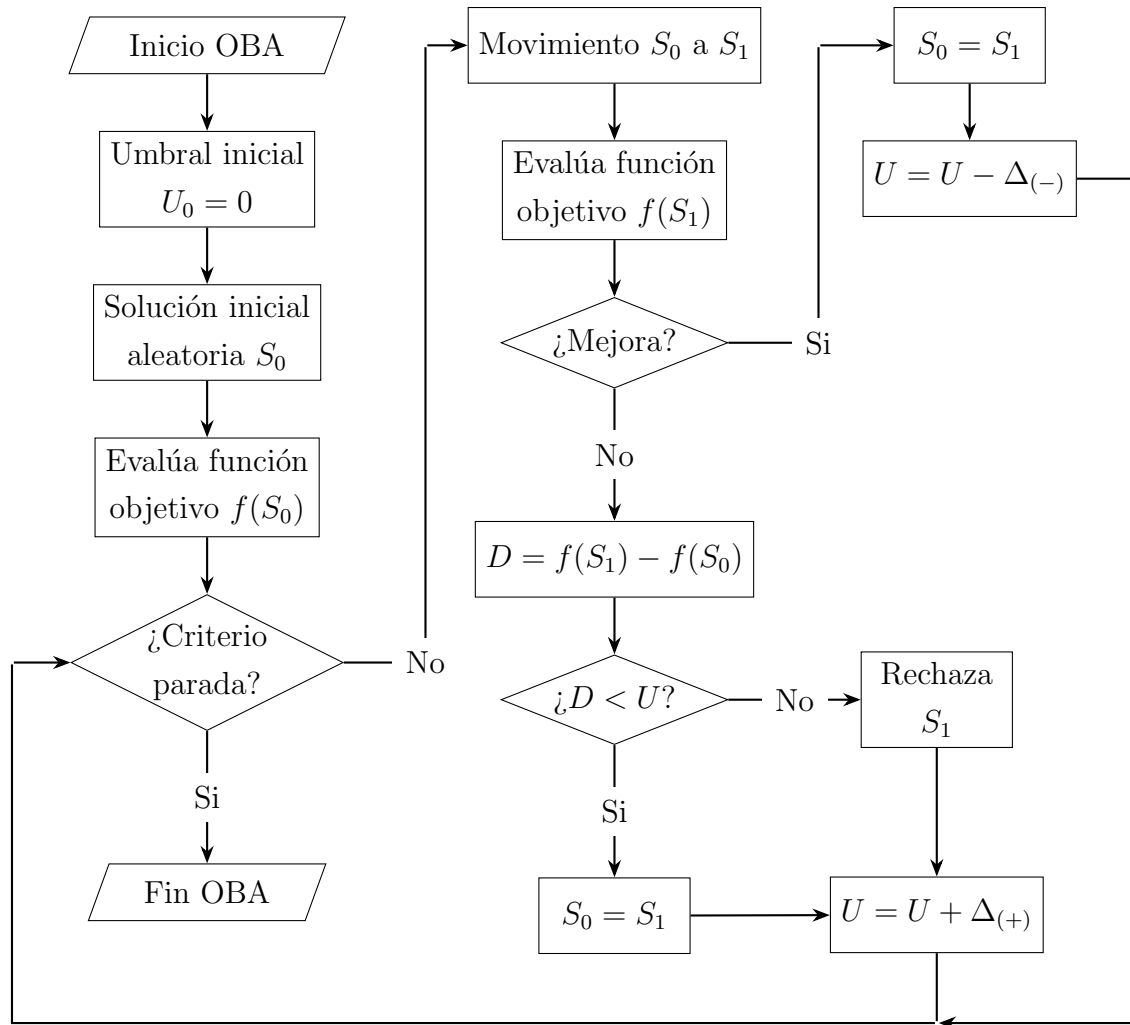 Inicio OBA
Umbral inicial
$U_0 = 0$
Solución inicial
aleatoria $S_0$
Evalúa función
objetivo $f(S_0)$
¿Criterio
parada?
No
Si
Fin OBA
Movimiento $S_0$ a $S_1$
Evalúa función
objetivo $f(S_1)$
¿Mejora?
Si
No
$D = f(S_1) - f(S_0)$
¿$D < U$?
No
Si
$S_0 = S_1$
Rechaza
$S_1$
$U = U + \Delta_{(+)}$
$S_0 = S_1$
$U = U - \Delta_{(-)}$